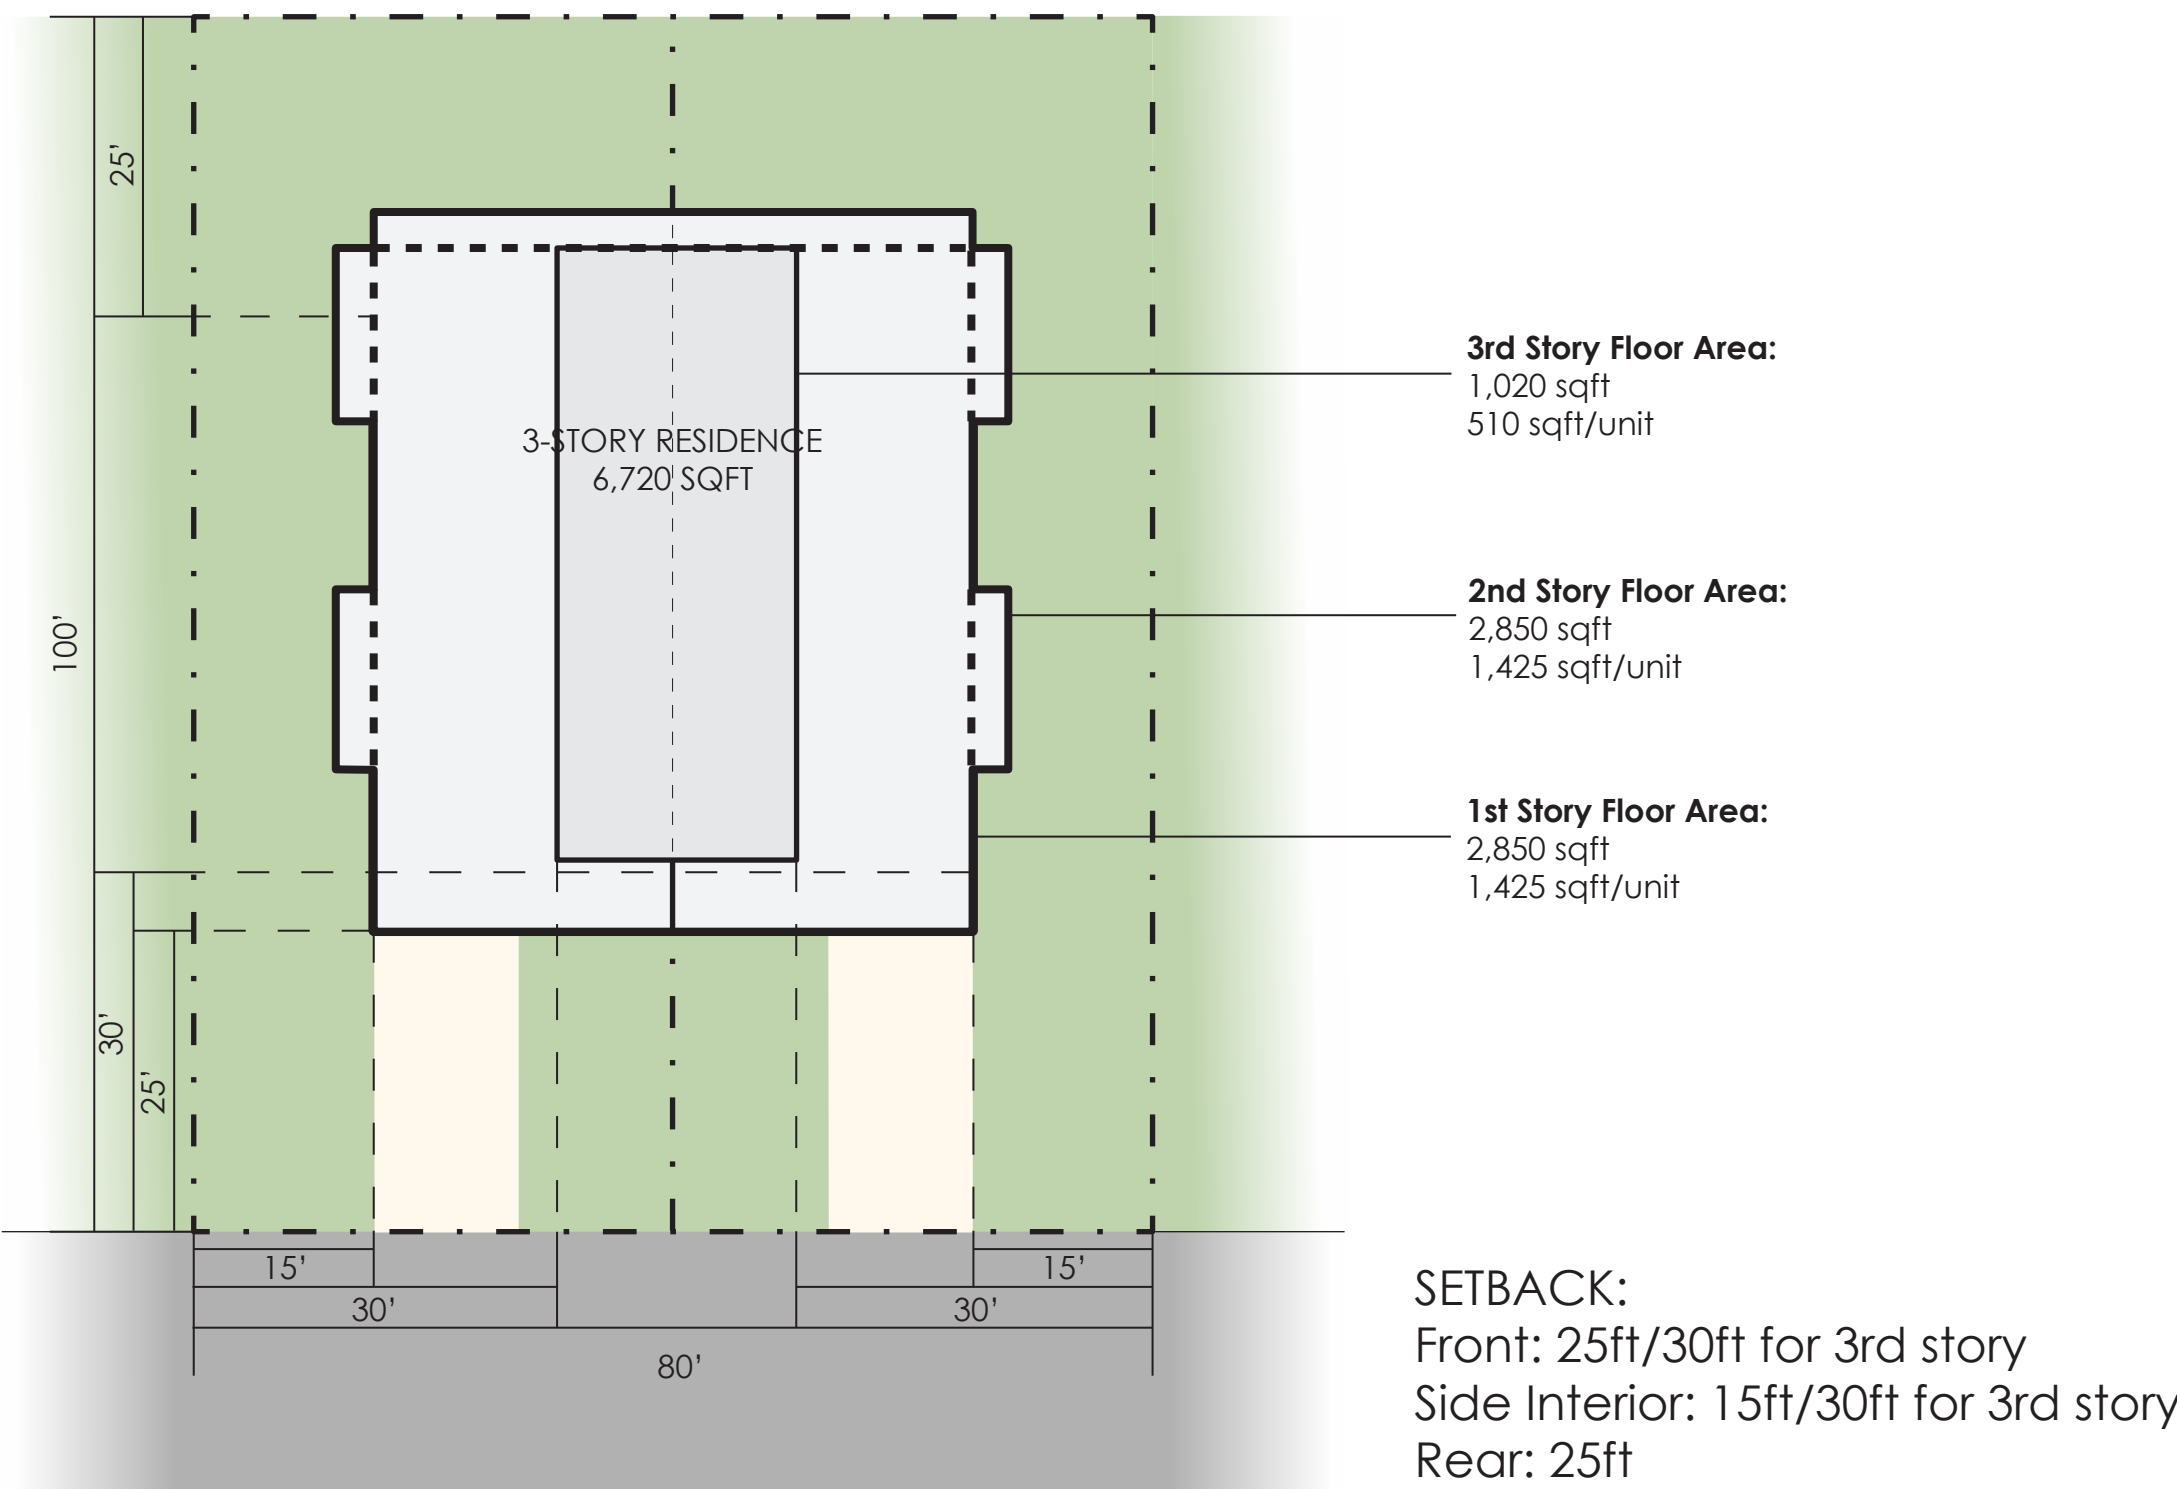 25’
3rd Story Floor Area:
1,020 sqft
510 sqft/unit
3-STORY RESIDENCE
6,720 SQFT
2nd Story Floor Area:
2,850 sqft
1,425 sqft/unit
100’
1st Story Floor Area:
2,850 sqft
1,425 sqft/unit
30’
25’
15’
15’
30’
30’
80’
SETBACK:
Front: 25ft/30ft for 3rd story
Side Interior: 15ft/30ft for 3rd story
Rear: 25ft